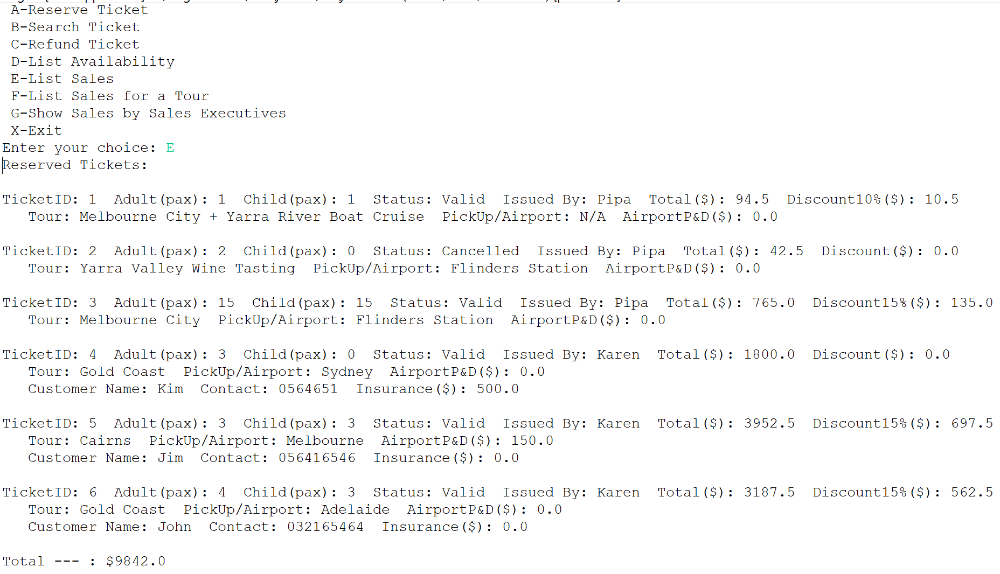 A-Reserve Ticket
B-Search Ticket
C-Refund Ticket
D-List Availability
E-List Sales
F-List Sales for a Tour
G-Show Sales by Sales Executives
X-Exit
Enter your choice: E
Reserved Tickets:
TicketID: 1  Adult(pax): 1  Child(pax): 1  Status: Valid  Issued By: Pipa  Total($): 94.5  Discount10%($): 10.5
Tour: Melbourne City + Yarra River Boat Cruise  PickUp/Airport: N/A  AirportP&D($): 0.0
TicketID: 2  Adult(pax): 2  Child(pax): 0  Status: Cancelled  Issued By: Pipa  Total($): 42.5  Discount($): 0.0
Tour: Yarra Valley Wine Tasting  PickUp/Airport: Flinders Station  AirportP&D($): 0.0
TicketID: 3  Adult(pax): 15  Child(pax): 15  Status: Valid  Issued By: Pipa  Total($): 765.0  Discount15%($): 135.0
Tour: Melbourne City  PickUp/Airport: Flinders Station  AirportP&D($): 0.0
TicketID: 4  Adult(pax): 3  Child(pax): 0  Status: Valid  Issued By: Karen  Total($): 1800.0  Discount($): 0.0
Tour: Gold Coast  PickUp/Airport: Sydney  AirportP&D($): 0.0
Customer Name: Kim  Contact: 0564651  Insurance($): 500.0
TicketID: 5  Adult(pax): 3  Child(pax): 3  Status: Valid  Issued By: Karen  Total($): 3952.5  Discount15%($): 697.5
Tour: Cairns  PickUp/Airport: Melbourne  AirportP&D($): 150.0
Customer Name: Jim  Contact: 056416546  Insurance($): 0.0
TicketID: 6  Adult(pax): 4  Child(pax): 3  Status: Valid  Issued By: Karen  Total($): 3187.5  Discount15%($): 562.5
Tour: Gold Coast  PickUp/Airport: Adelaide  AirportP&D($): 0.0
Customer Name: John  Contact: 032165464  Insurance($): 0.0
Total --- : $9842.0